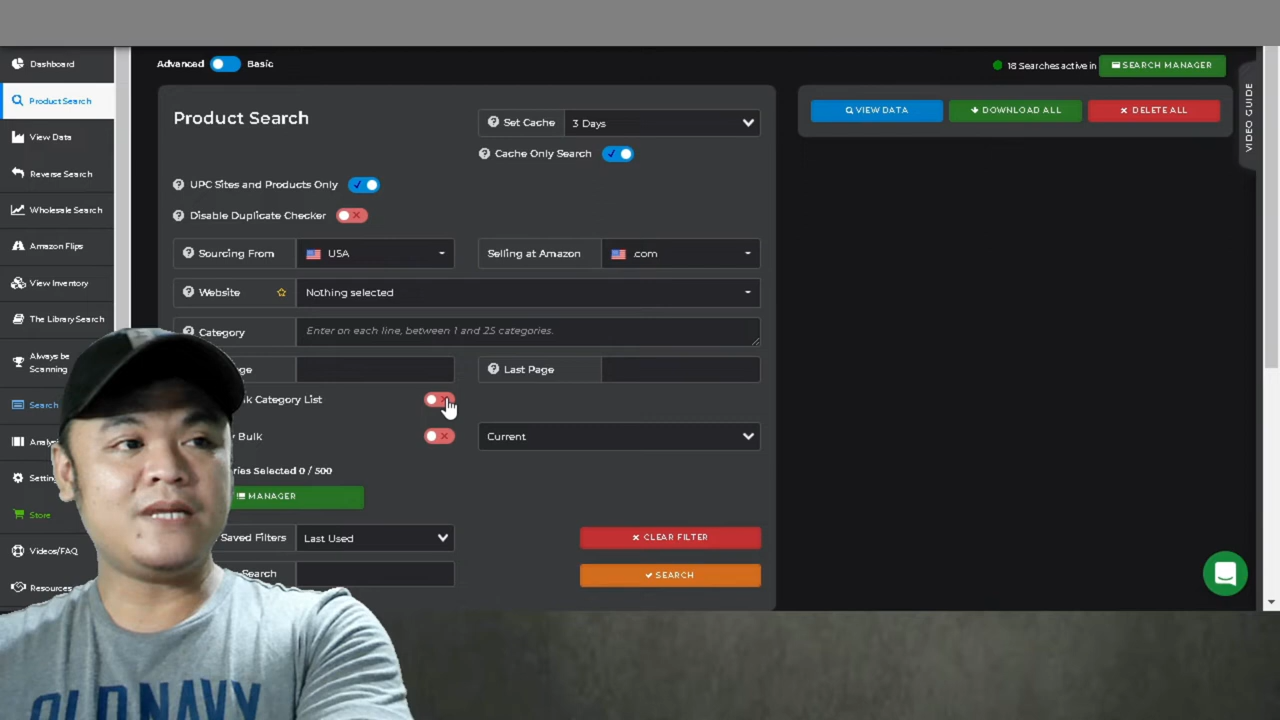 Dashboard
Product Search
View Data
Reverse Search
Wholesale Search
Amazon Flips
View Inventory
The Library Search
Always be
Scanning
Search
Store
Videos/FAQ
Resources
Advanced Basic
18 Searches active in SEARCH MANAGER
Product Search
Set Cache 3 Days
Cache Only Search
UPC Sites and Products Only
Disable Duplicate Checker
Sourcing From USA Selling at Amazon .com
Website Nothing selected
Category Enter on each line, between 1 and 25 categories.
Last Page
Category List
Bulk Current
Selected 0 / 500
MANAGER
Saved Filters Last Used CLEAR FILTER
Search SEARCH
VIEW DATA DOWNLOAD ALL DELETE ALL
VIDEO GUIDE
OLD NAVY